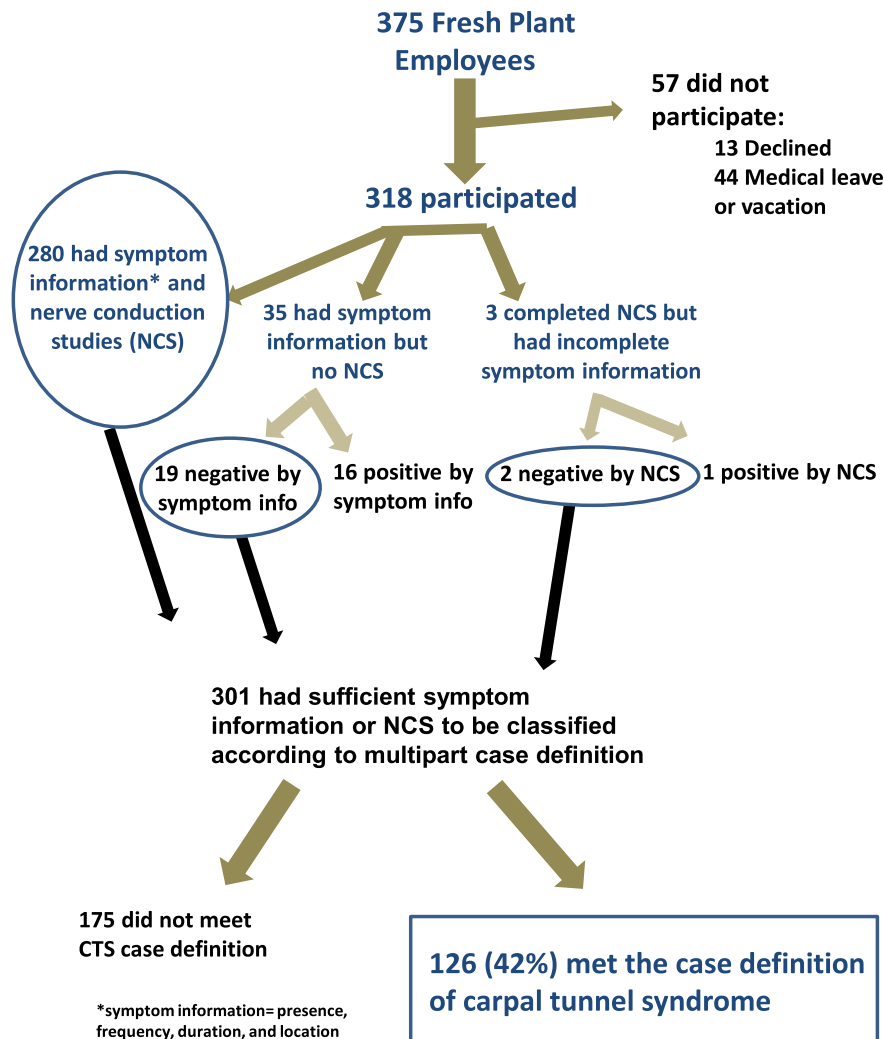 375 Fresh Plant
Employees
57 did not
participate:
13 Declined
44 Medical leave
or vacation
318 participated
280 had symptom
information* and
nerve conduction
studies (NCS)
35 had symptom
information but
no NCS
3 completed NCS but
had incomplete
symptom information
19 negative by
symptom info
16 positive by
symptom info
2 negative by NCS
1 positive by NCS
301 had sufficient symptom
information or NCS to be classified
according to multipart case definition
175 did not meet
CTS case definition
126 (42%) met the case definition
of carpal tunnel syndrome
*symptom information= presence,
frequency, duration, and location